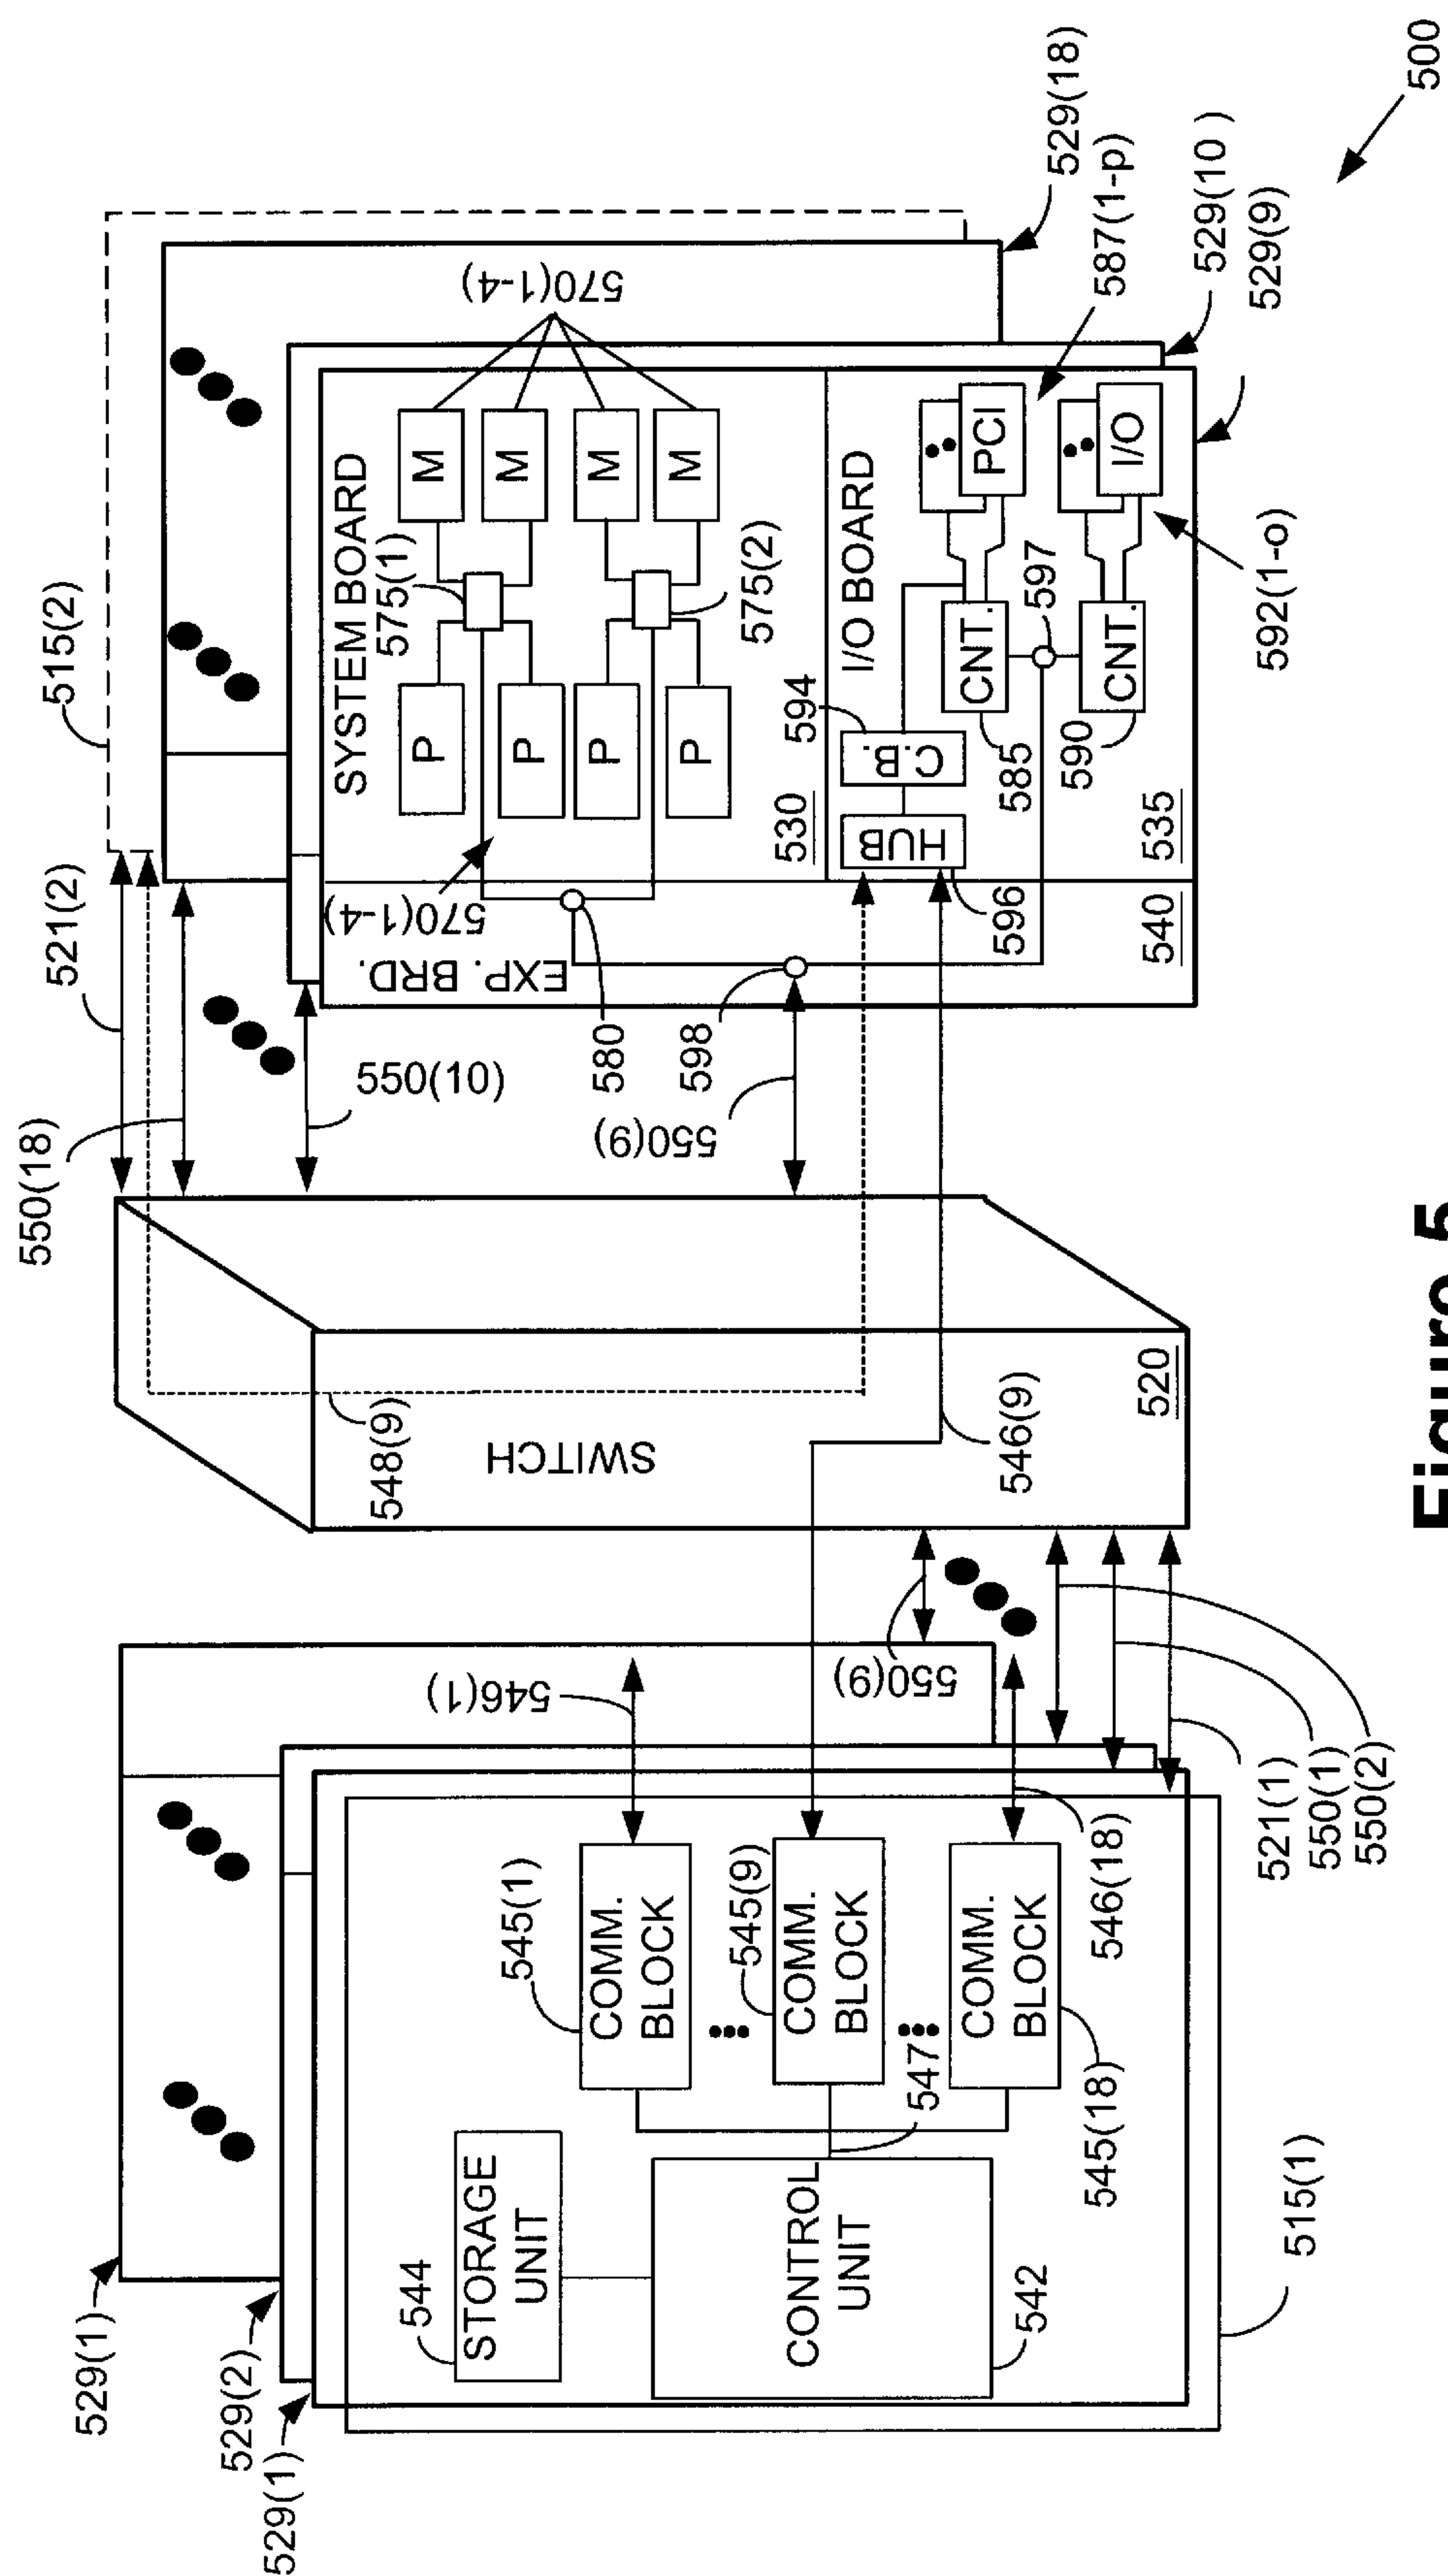 529(1)
529(2)
529(1)
544
STORAGE
UNIT
CONTROL
UNIT
542
515(1)
545(1)
COMM.
BLOCK
545(9)
COMM.
BLOCK
547
COMM.
BLOCK
545(18)
546(1)
546(18)
550(9)
521(1)
550(1)
550(2)
SWITCH
548(9)
546(9)
520
550(18)
521(2)
550(10)
550(9)
515(2)
580
598
EXP. BRD.
540
SYSTEM BOARD
570(1-4)
P
P
P
P
575(1)
575(2)
M
M
M
M
570(1-4)
530
I/O BOARD
594
C.B.
HUB
596
CNT.
585
PCI
597
CNT.
590
I/O
535
592(1-o)
587(1-p)
529(18)
529(10 )
529(9)
500
Figure 5